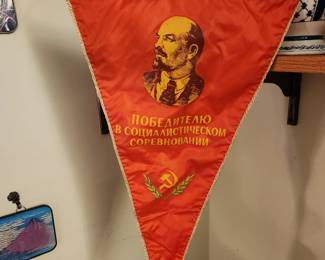 ПОБЕДИТЕЛЮ
В СОЦИАЛИСТИЧЕСКОМ
СОРЕВНОВАНИИ